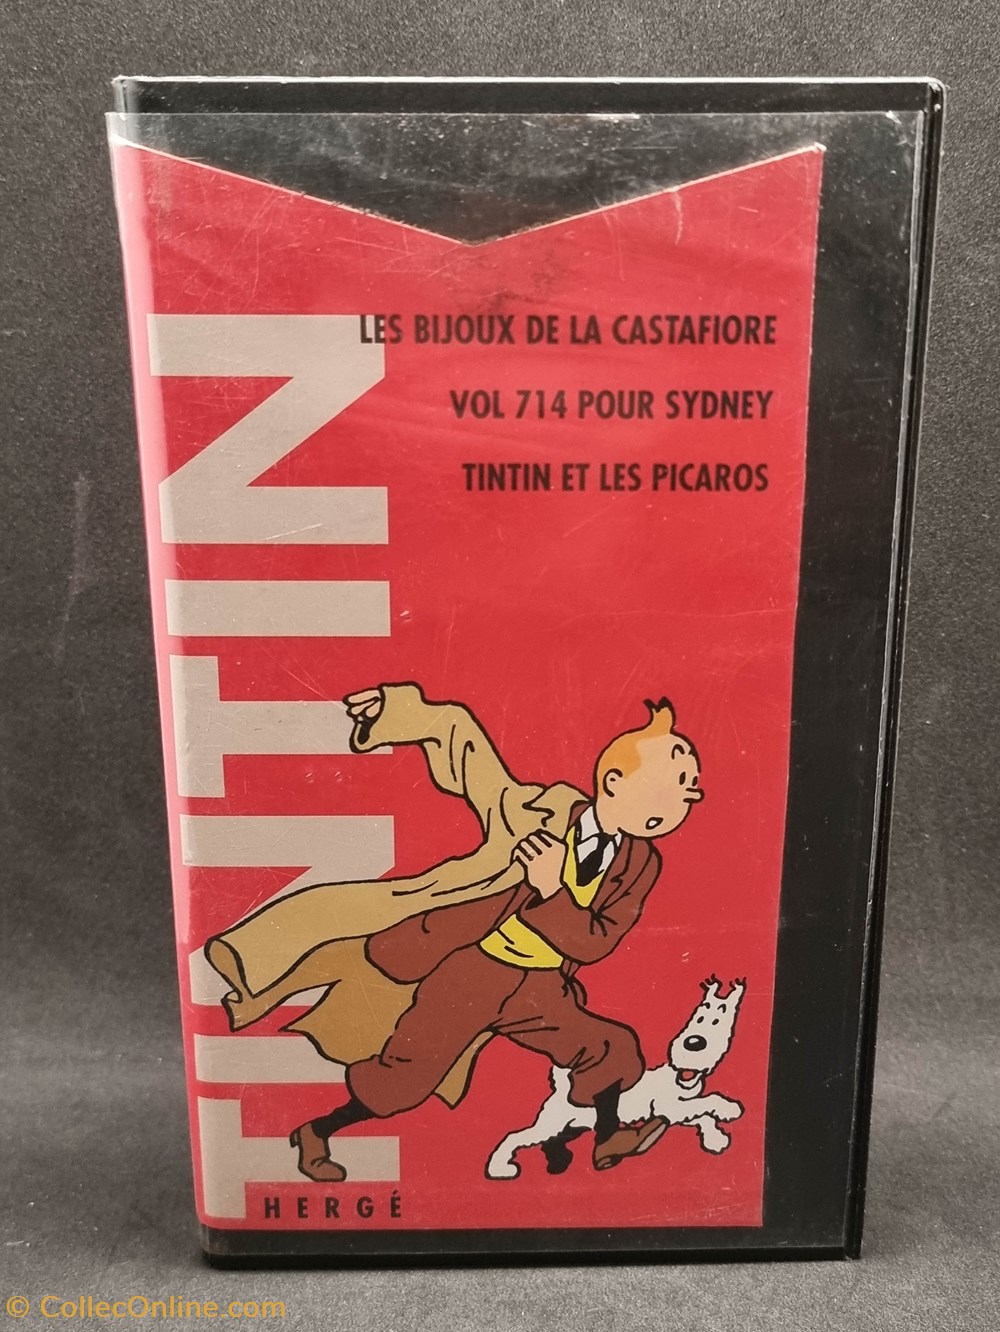 LES BIJOUX DE LA CASTAFIORE
VOL 714 POUR SYDNEY
TINTIN ET LES PICAROS
TINTIN
HERGÉ
© CollecOnline.com